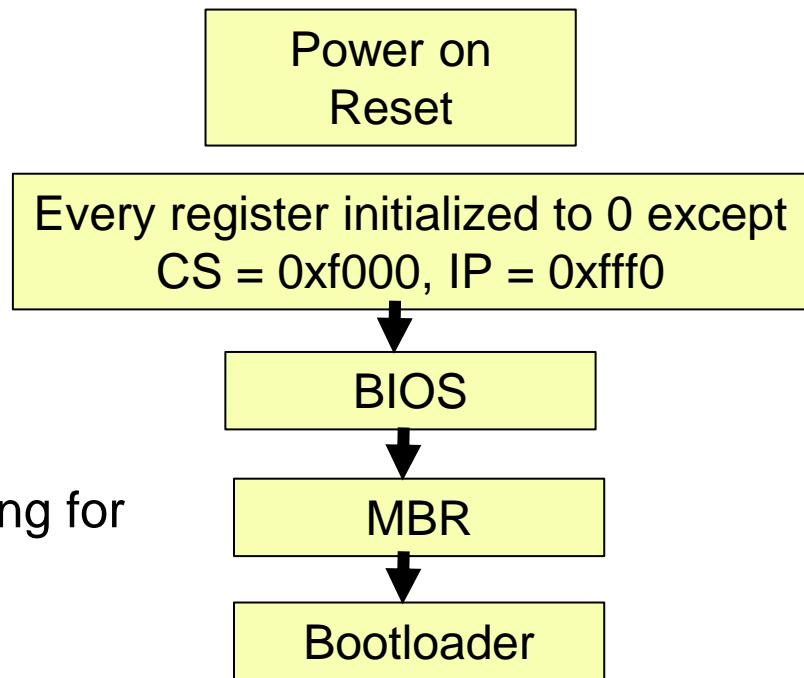 Power on
Reset
Every register initialized to 0 except
CS = 0xf000, IP = 0xfff0
BIOS
ng for
MBR
Bootloader